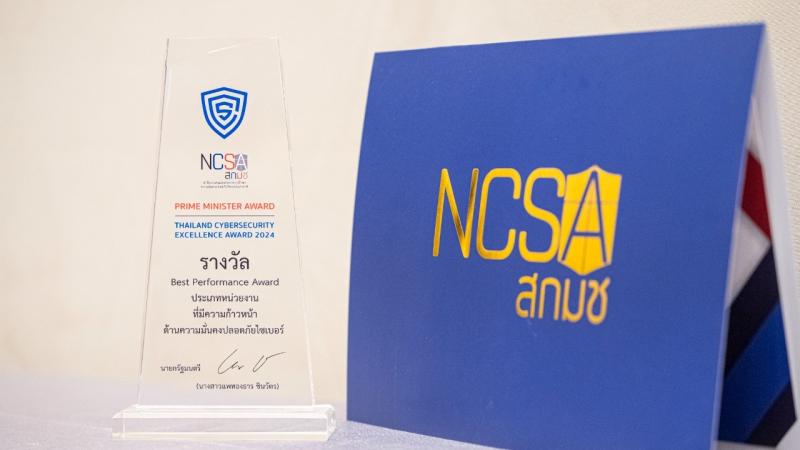 NCSA
สกมช
PRIME MINISTER AWARD
THAILAND CYBERSECURITY
EXCELLENCE AWARD 2024
รางวัล
Best Performance Award
ประเภทหน่วยงาน
ที่มีความก้าวหน้า
ด้านความมั่นคงปลอดภัยไซเบอร์
นายกรัฐมนตรี
(นางสาวแพทองธาร ชินวัตร)
NCSA
สกมช